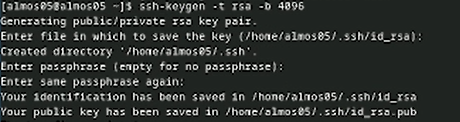 [almos05@almos05 ~]$ ssh-keygen -t rsa -b 4096
Generating public/private rsa key pair.
Enter file in which to save the key (/home/almos05/.ssh/id_rsa):
Created directory '/home/almos05/.ssh'.
Enter passphrase (empty for no passphrase):
Enter same passphrase again:
Your identification has been saved in /home/almos05/.ssh/id_rsa
Your public key has been saved in /home/almos05/.ssh/id_rsa.pub